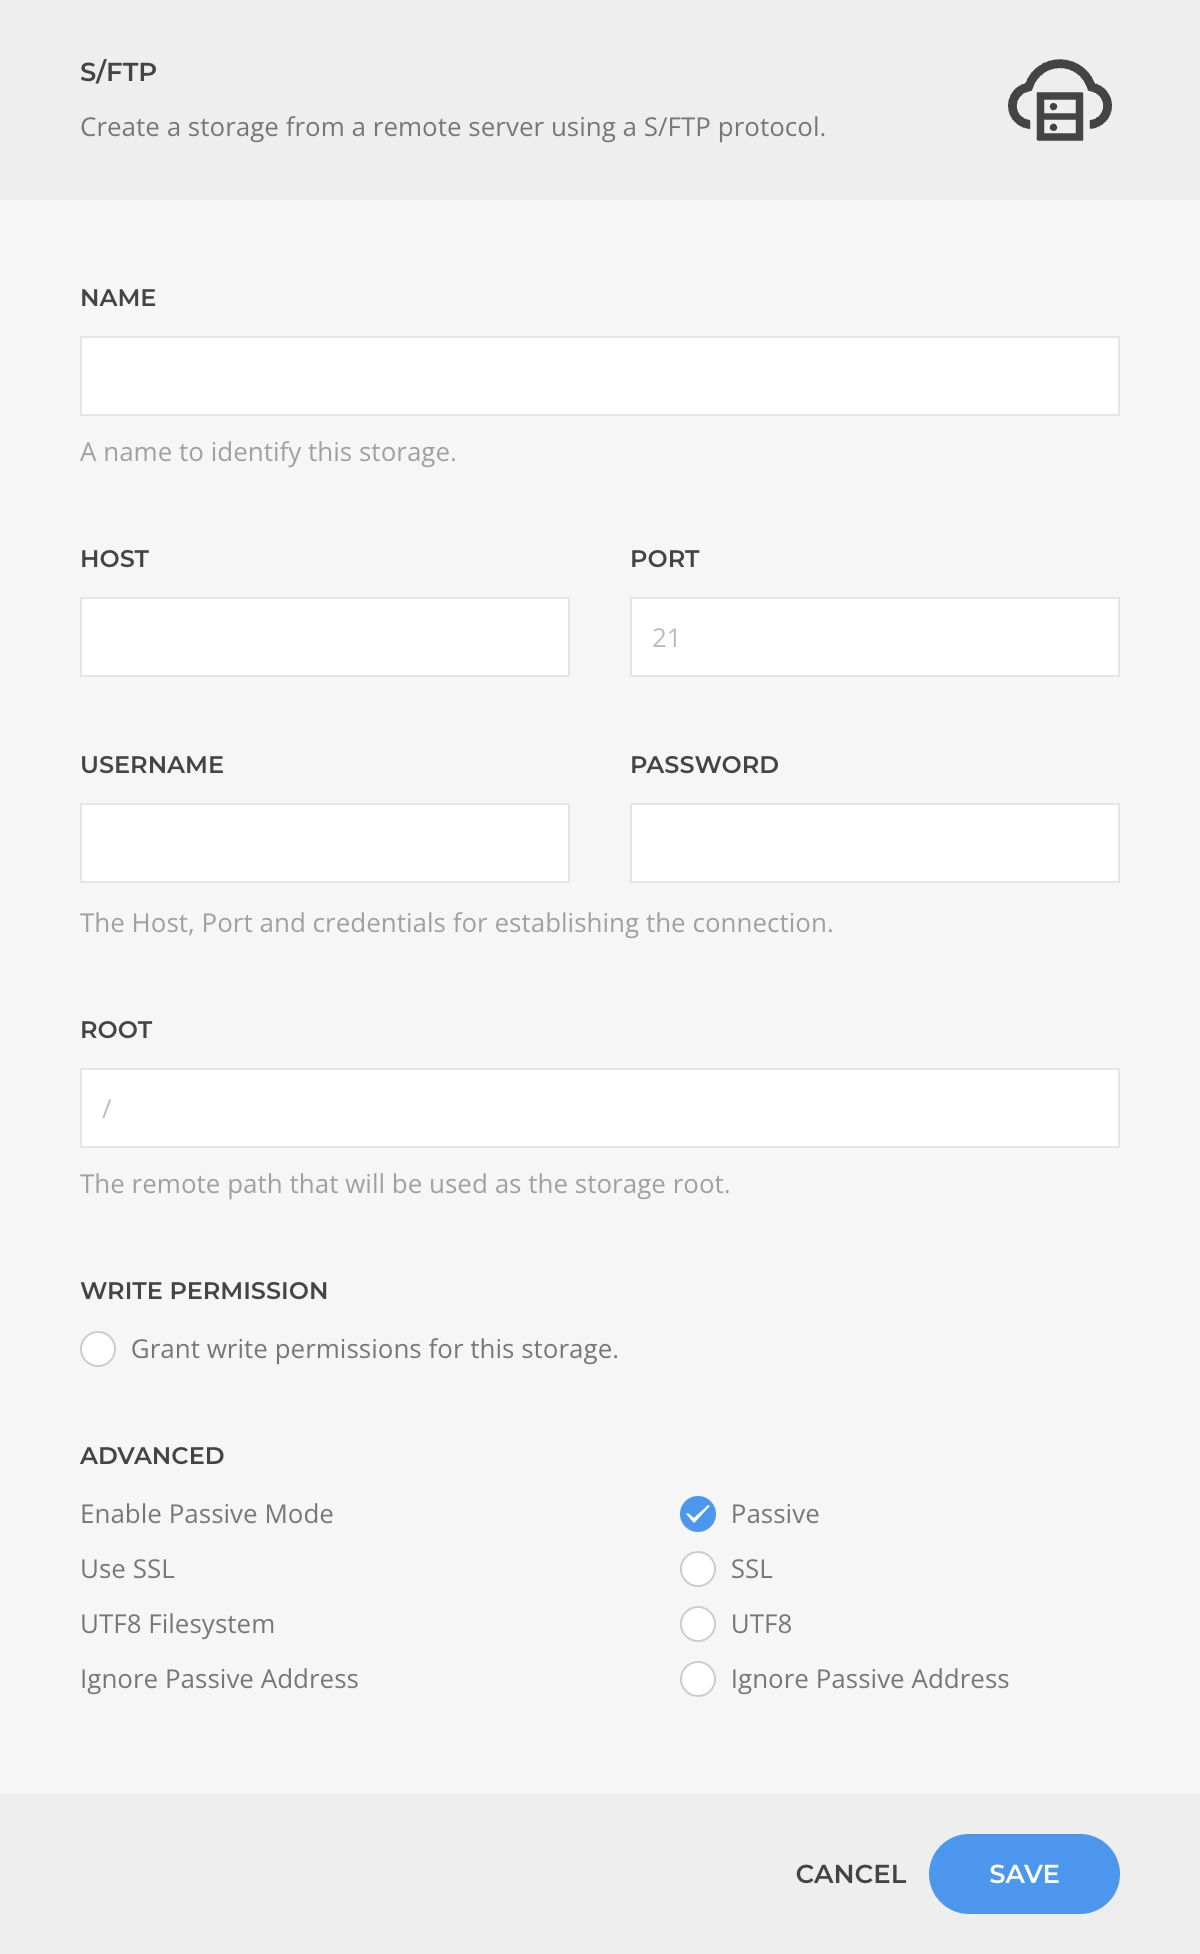 S/FTP
Create a storage from a remote server using a S/FTP protocol.
NAME
A name to identify this storage.
HOST
PORT
21
USERNAME
PASSWORD
The Host, Port and credentials for establishing the connection.
ROOT
/
The remote path that will be used as the storage root.
WRITE PERMISSION
Grant write permissions for this storage.
ADVANCED
Enable Passive Mode
Passive
Use SSL
SSL
UTF8 Filesystem
UTF8
Ignore Passive Address
Ignore Passive Address
CANCEL
SAVE